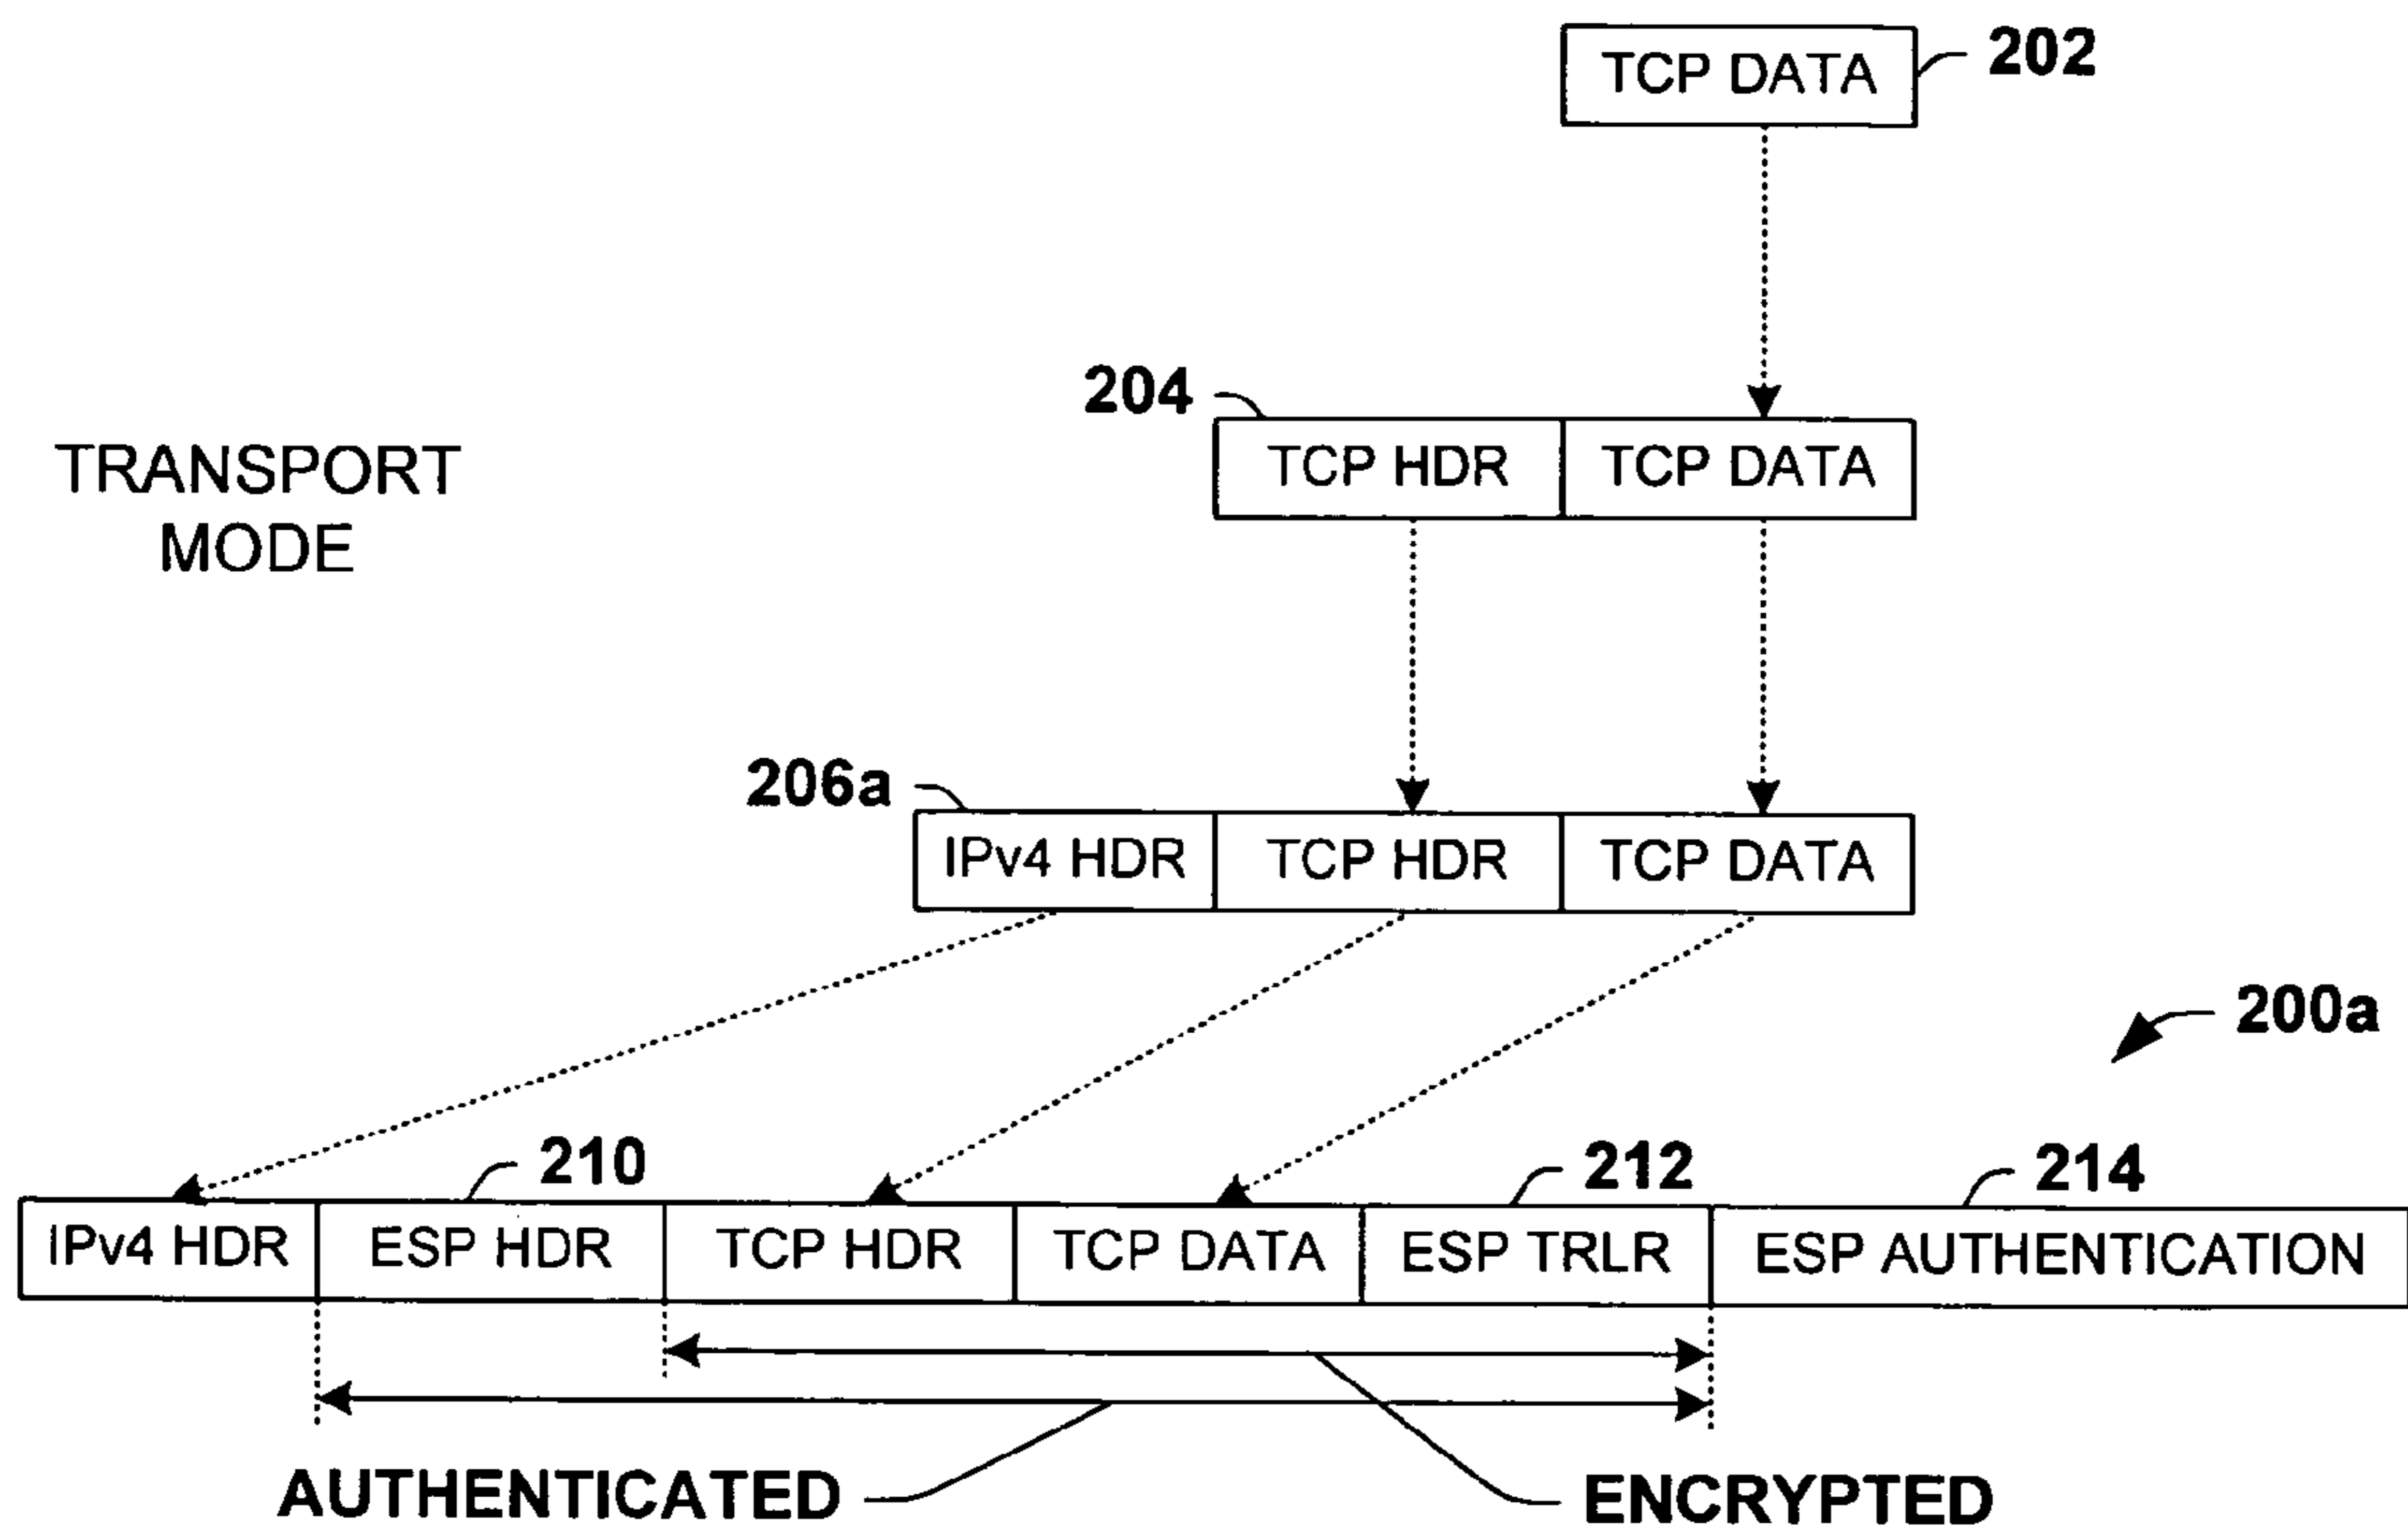 TCP DATA
202
204
TCP HDR
TCP DATA
TRANSPORT
MODE
206a
IPv4 HDR
TCP HDR
TCP DATA
200a
210
212
214
IPv4 HDR
ESP HDR
TCP HDR
TCP DATA
ESP TRLR
ESP AUTHENTICATION
AUTHENTICATED
ENCRYPTED